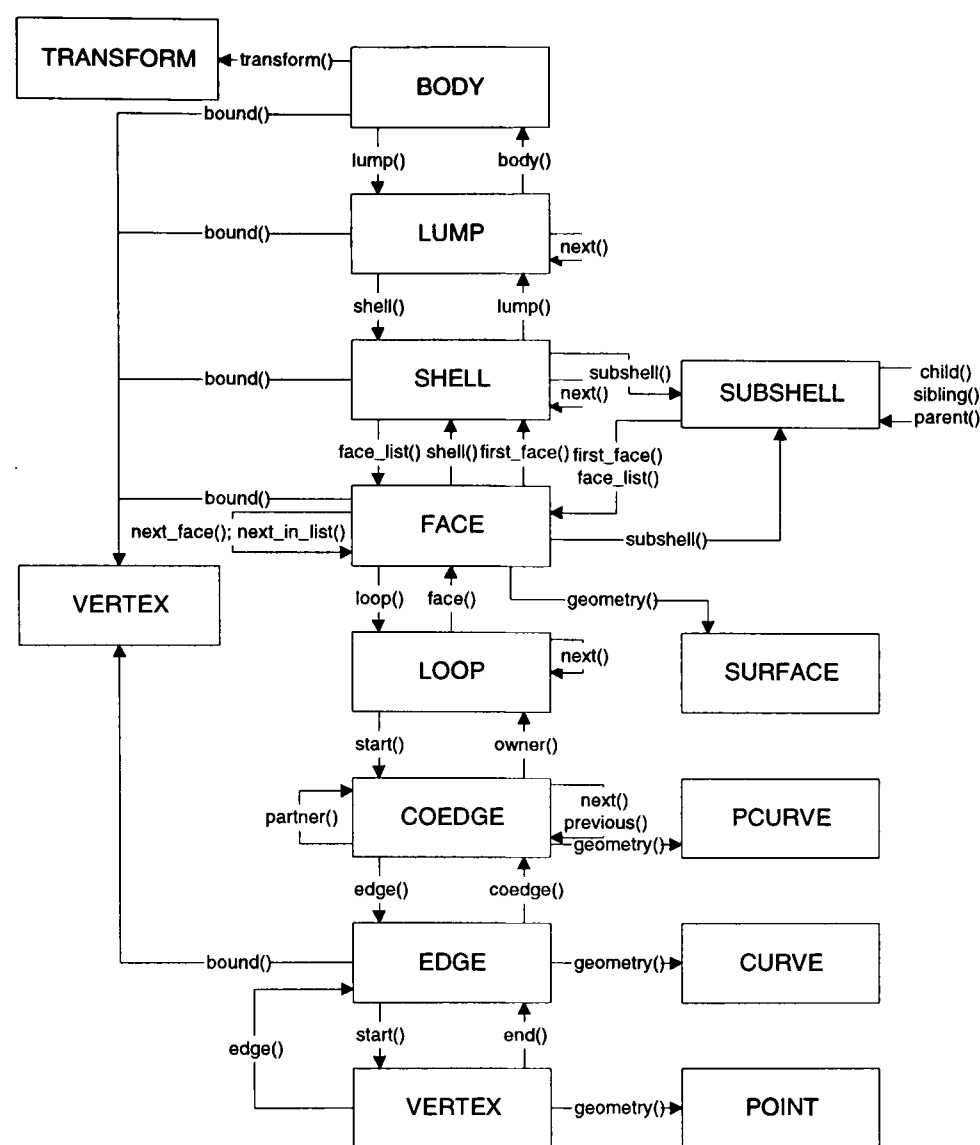 TRANSFORM
transform()
BODY
bound()
lump()
body()
bound()
LUMP
next()
shell()
lump()
bound()
SHELL
subshell()
next()
SUBSHELL
child()
sibling()
parent()
face_list()
shell()
first_face()
first_face()
face_list()
bound()
next_face(); next_in_list()
FACE
subshell()
VERTEX
loop()
face()
geometry()
LOOP
next()
SURFACE
start()
owner()
partner()
COEDGE
next()
previous()
geometry()
PCURVE
edge()
coedge()
bound()
EDGE
geometry()
CURVE
edge()
start()
end()
VERTEX
geometry()
POINT